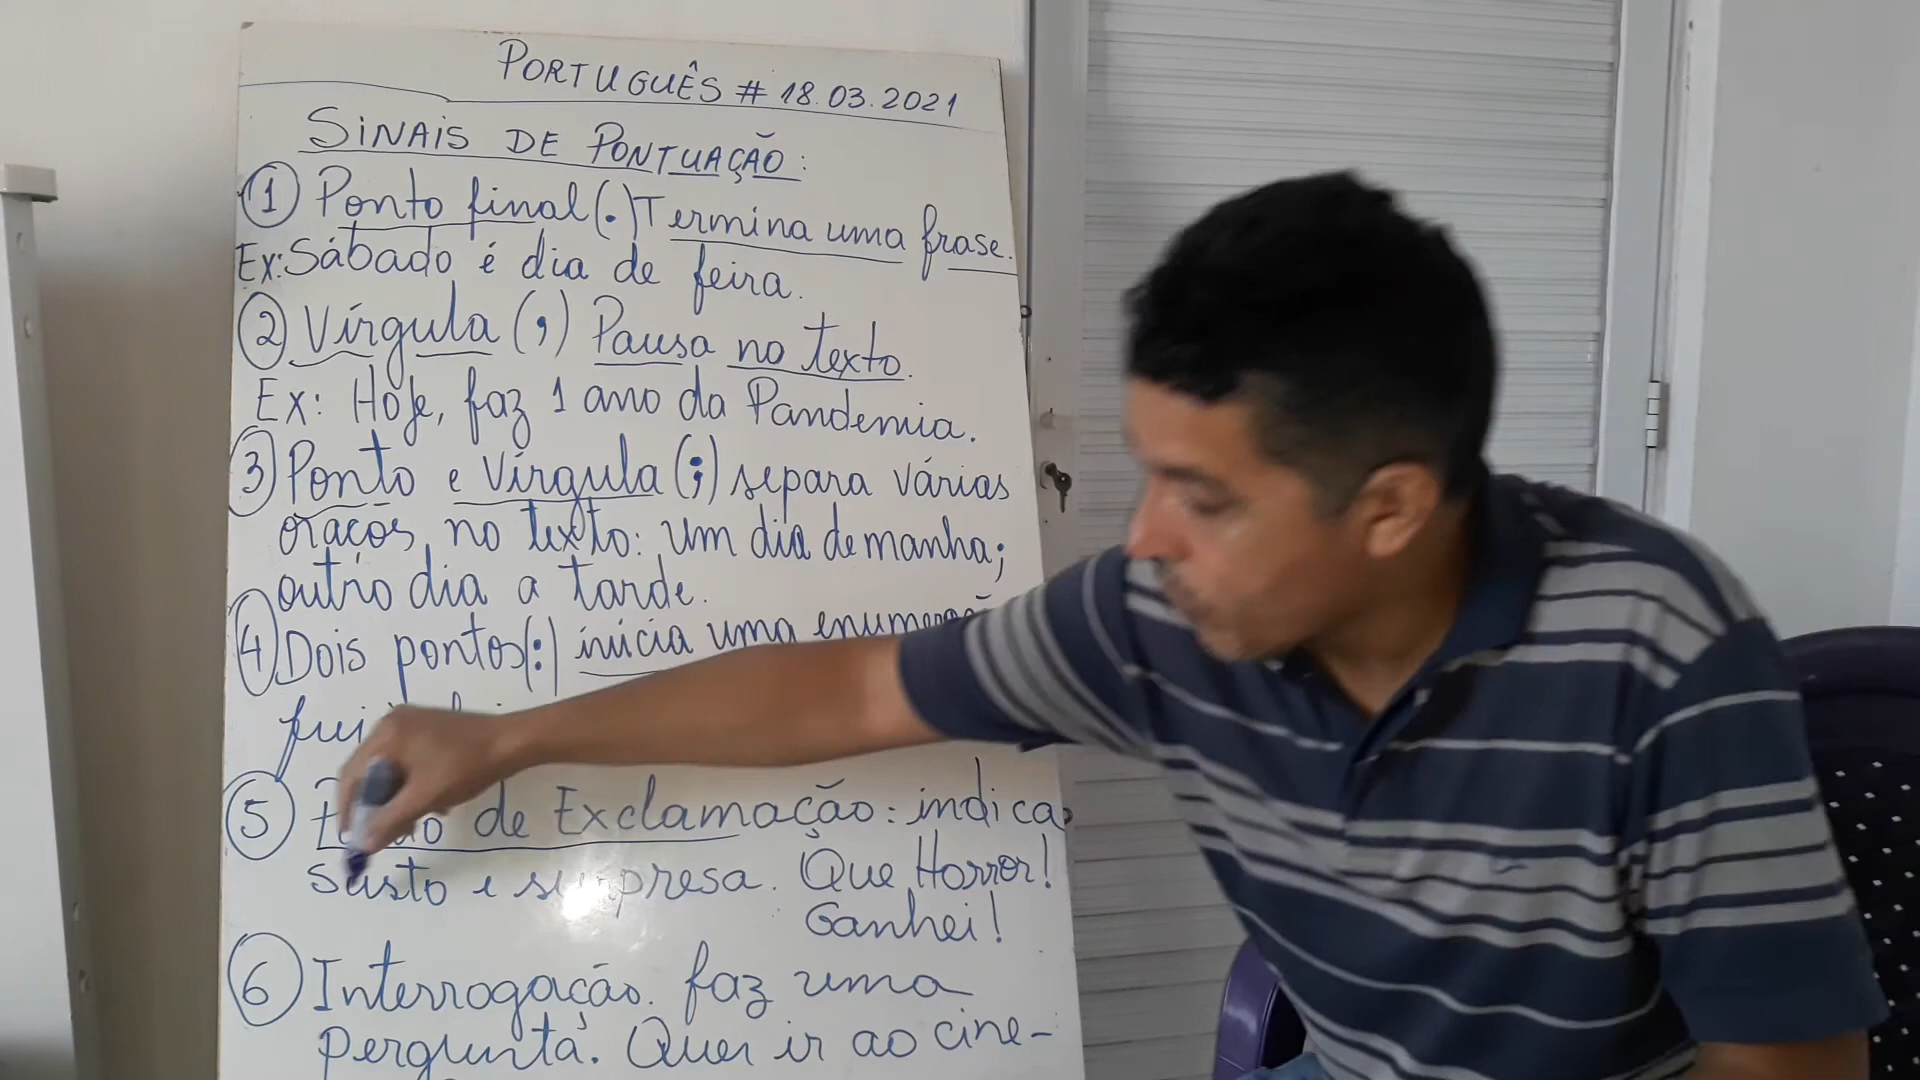 PORTUGUÊS # 18.03.2021
SINAIS DE PONTUAÇÃO:
1 Ponto final (.) Termina uma frase.
Ex: Sábado é dia de feira.
2 Vírgula (,) Pausa no texto.
Ex: Hoje, faz 1 ano da Pandemia.
3 Ponto e Vírgula (;) separa várias
oraços no texto: um dia de manha;
outro dia a tarde.
4 Dois pontos (:) inicia uma
5 de Exclamação: indica
susto e surpresa. Que Horror!
Ganhei!
6 Interrogação. faz uma
pergunta. Quer ir ao cine-